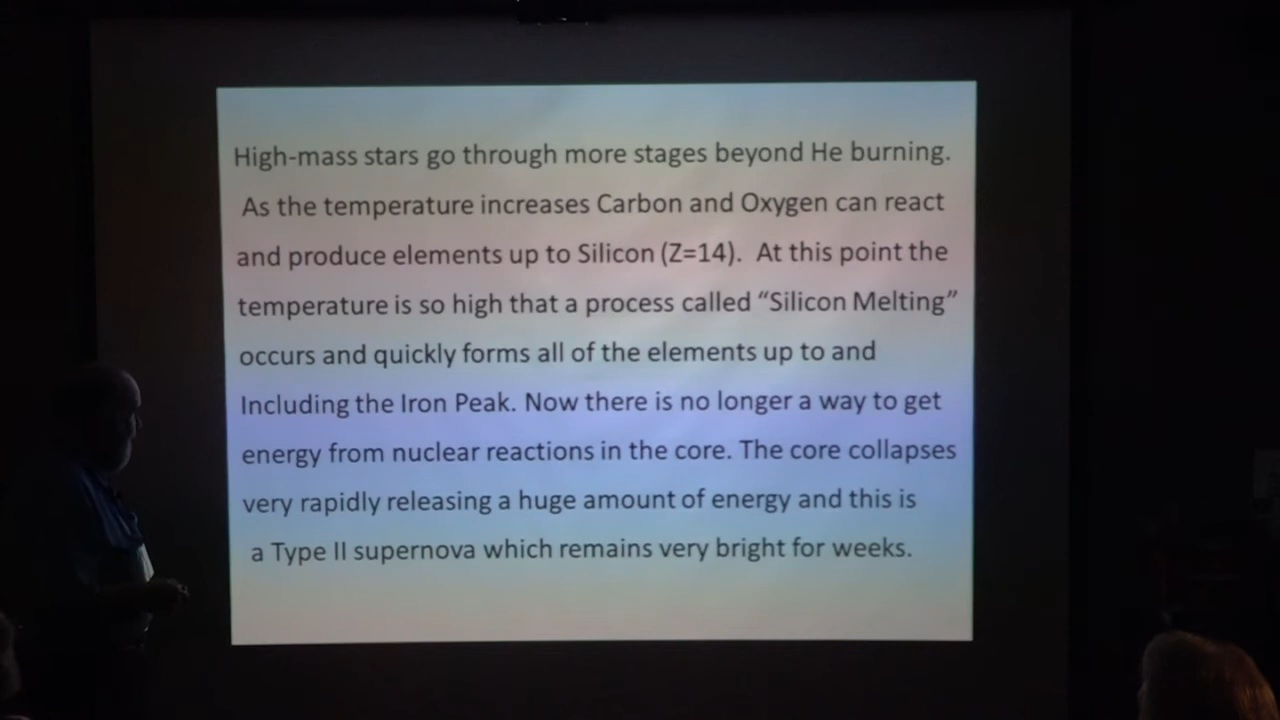 High-mass stars go through more stages beyond He burning.
As the temperature increases Carbon and Oxygen can react
and produce elements up to Silicon (Z=14).  At this point the
temperature is so high that a process called “Silicon Melting”
occurs and quickly forms all of the elements up to and
Including the Iron Peak. Now there is no longer a way to get
energy from nuclear reactions in the core. The core collapses
very rapidly releasing a huge amount of energy and this is
a Type II supernova which remains very bright for weeks.